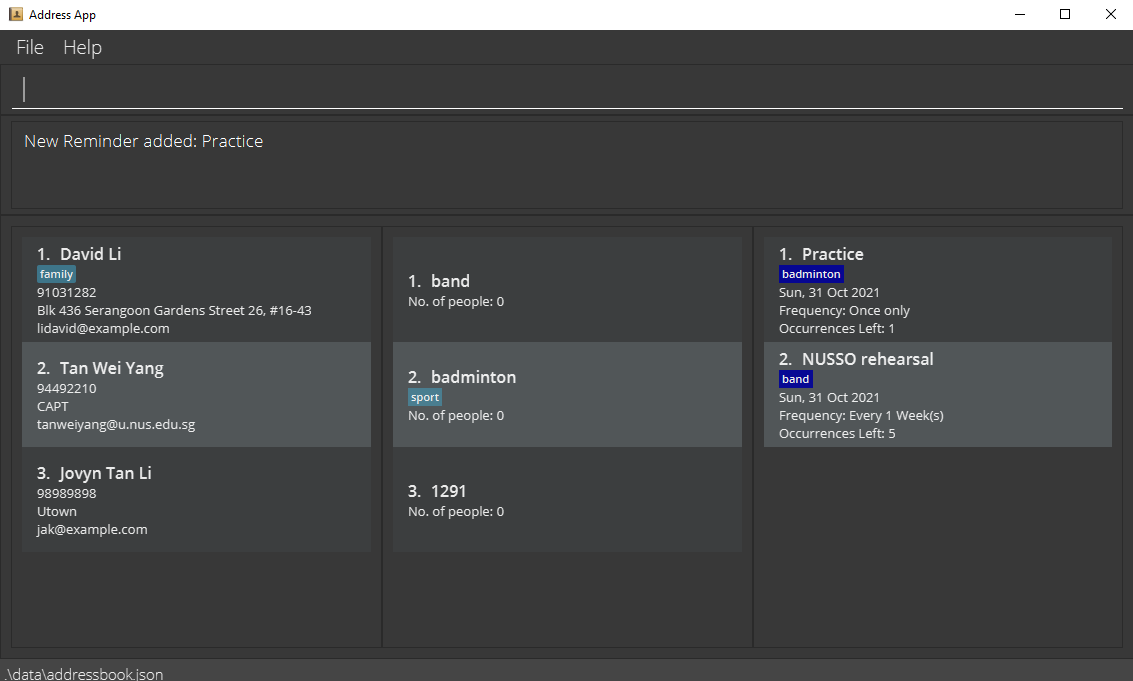 Address App
File Help
New Reminder added: Practice
1. David Li
family
91031282
Blk 436 Serangoon Gardens Street 26, #16-43
lidavid@example.com
2. Tan Wei Yang
94492210
CAPT
tanweiyang@u.nus.edu.sg
3. Jovyn Tan Li
98989898
Utown
jak@example.com
1. band
No. of people: 0
2. badminton
sport
No. of people: 0
3. 1291
No. of people: 0
1. Practice
badminton
Sun, 31 Oct 2021
Frequency: Once only
Occurrences Left: 1
2. NUSSO rehearsal
band
Sun, 31 Oct 2021
Frequency: Every 1 Week(s)
Occurrences Left: 5
.\data\addressbook.json